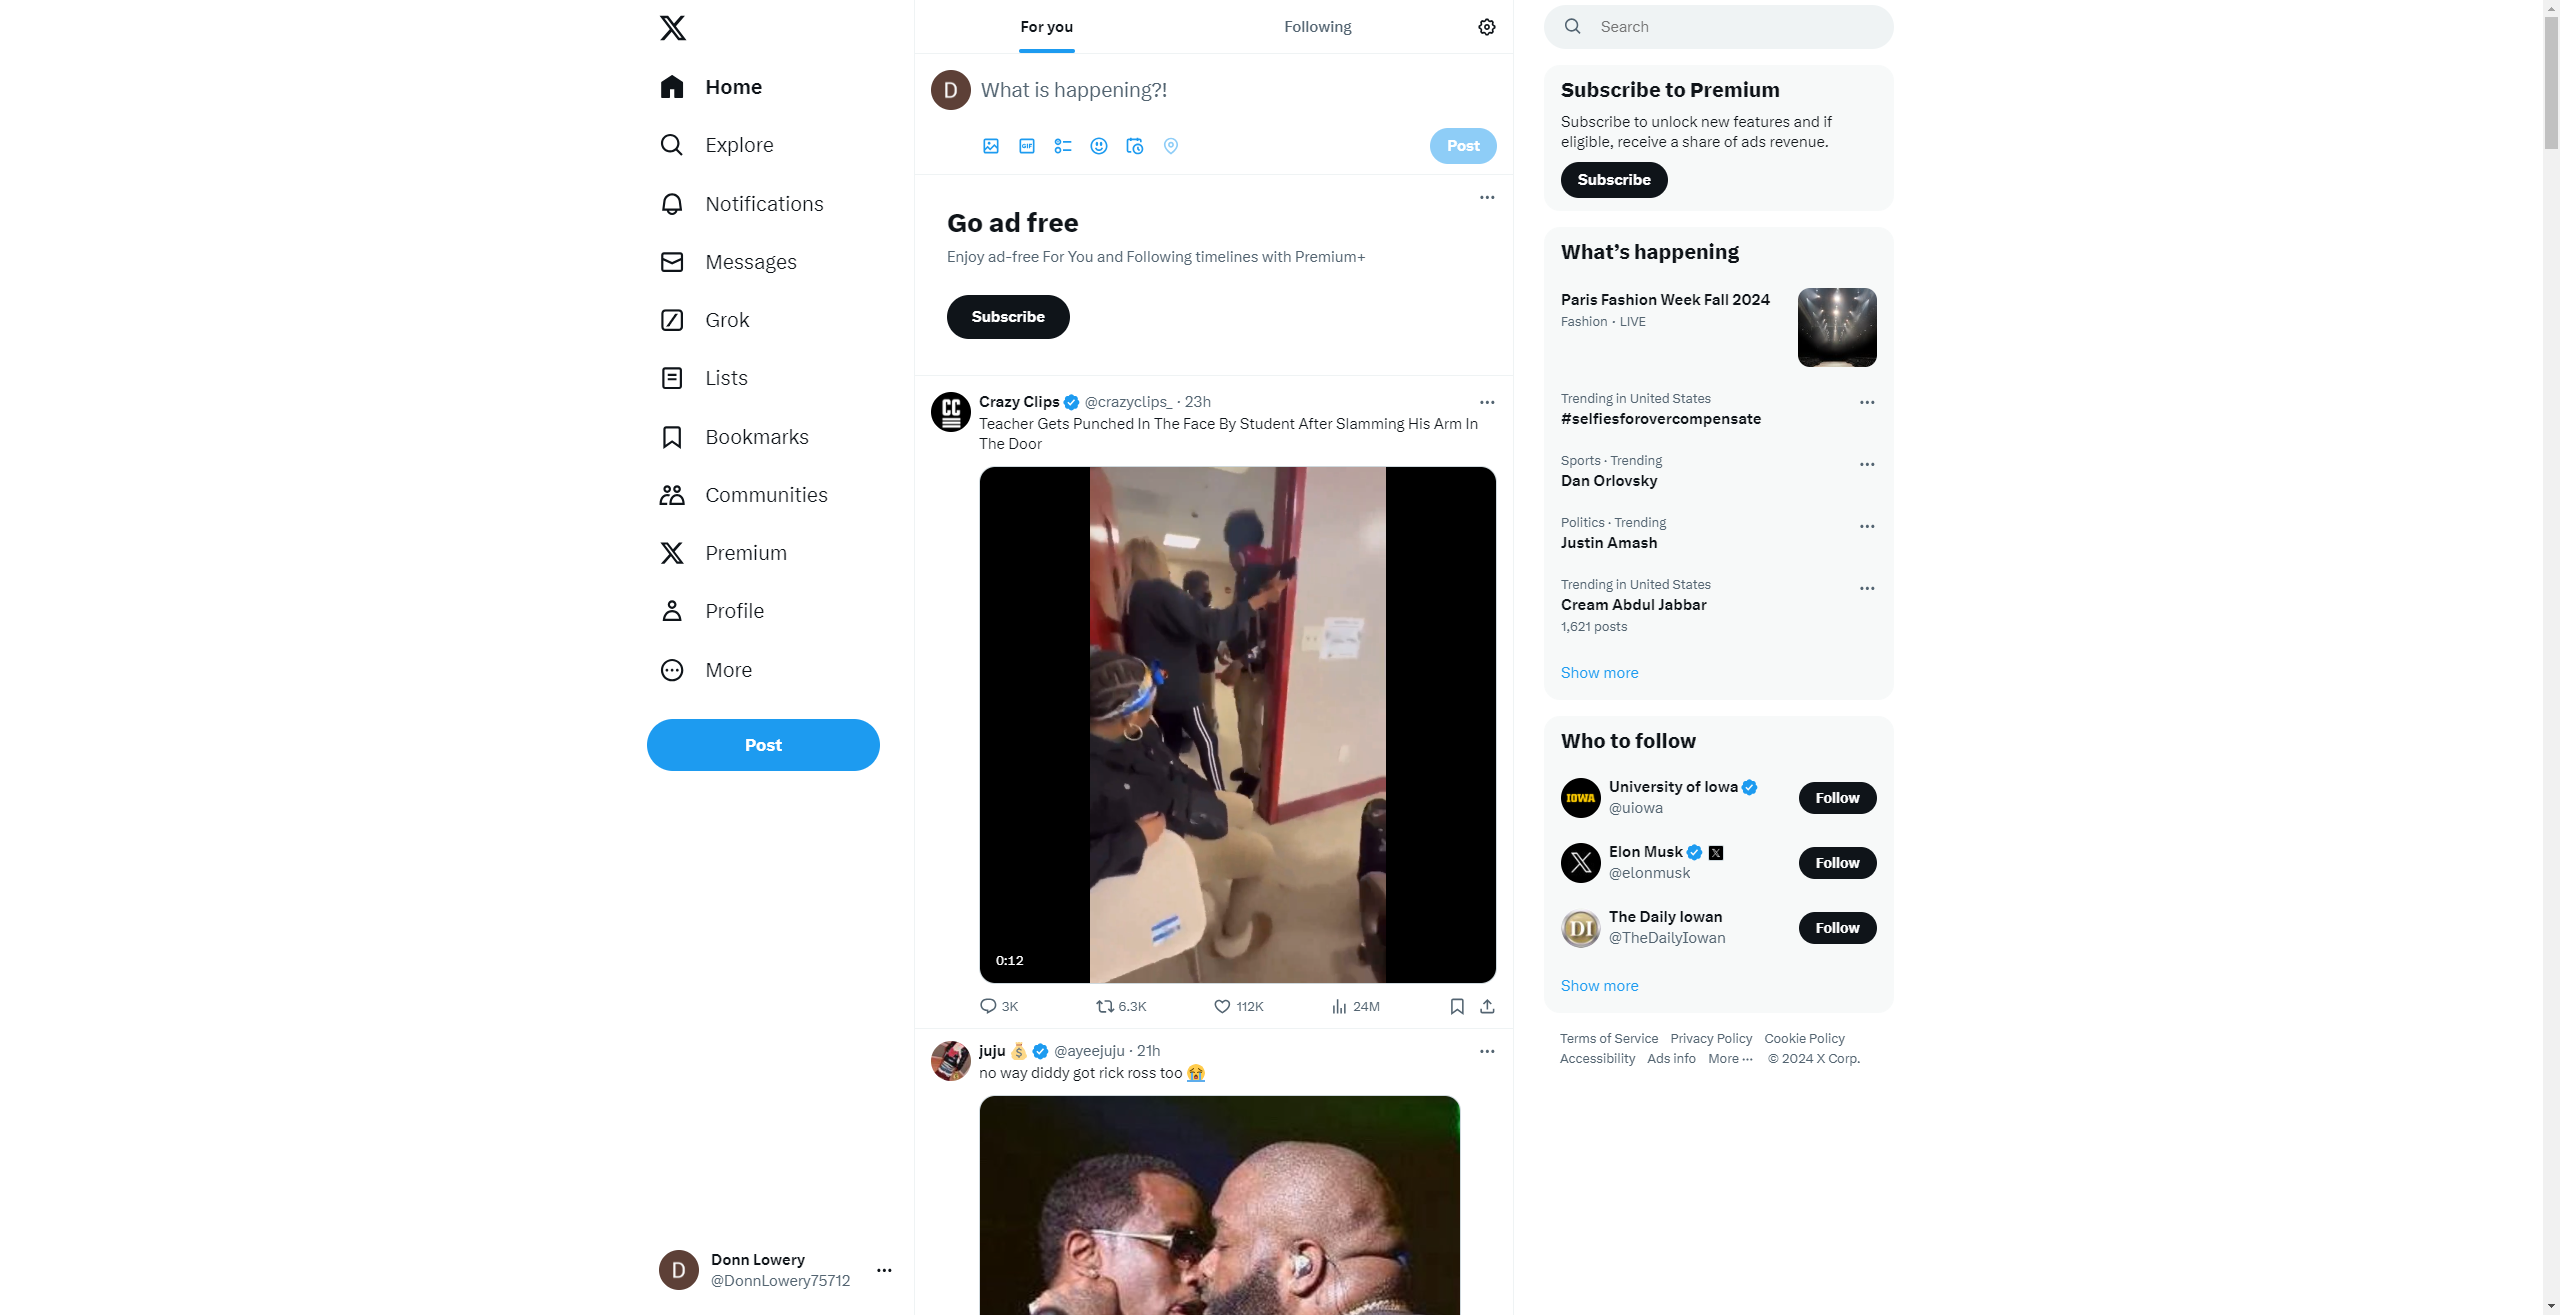 Home
Explore
Notifications
Messages
Grok
Lists
Bookmarks
Communities
Premium
Profile
More
Post
D
Donn Lowery
@DonnLowery75712
For you
Following
D
What is happening?!
GIF
Post
Go ad free
Enjoy ad-free For You and Following timelines with Premium+
Subscribe
CC
Crazy Clips @crazyclips_ · 23h
Teacher Gets Punched In The Face By Student After Slamming His Arm In
The Door
0:12
3K 6.3K 112K 24M
juju 💰 @ayeejuju · 21h
no way diddy got rick ross too 😭
Search
Subscribe to Premium
Subscribe to unlock new features and if
eligible, receive a share of ads revenue.
Subscribe
What’s happening
Paris Fashion Week Fall 2024
Fashion · LIVE
Trending in United States
#selfiesforovercompensate
Sports · Trending
Dan Orlovsky
Politics · Trending
Justin Amash
Trending in United States
Cream Abdul Jabbar
1,621 posts
Show more
Who to follow
IOWA
University of Iowa
@uiowa
Follow
Elon Musk
@elonmusk
Follow
DI
The Daily Iowan
@TheDailyIowan
Follow
Show more
Terms of Service Privacy Policy Cookie Policy
Accessibility Ads info More ··· © 2024 X Corp.